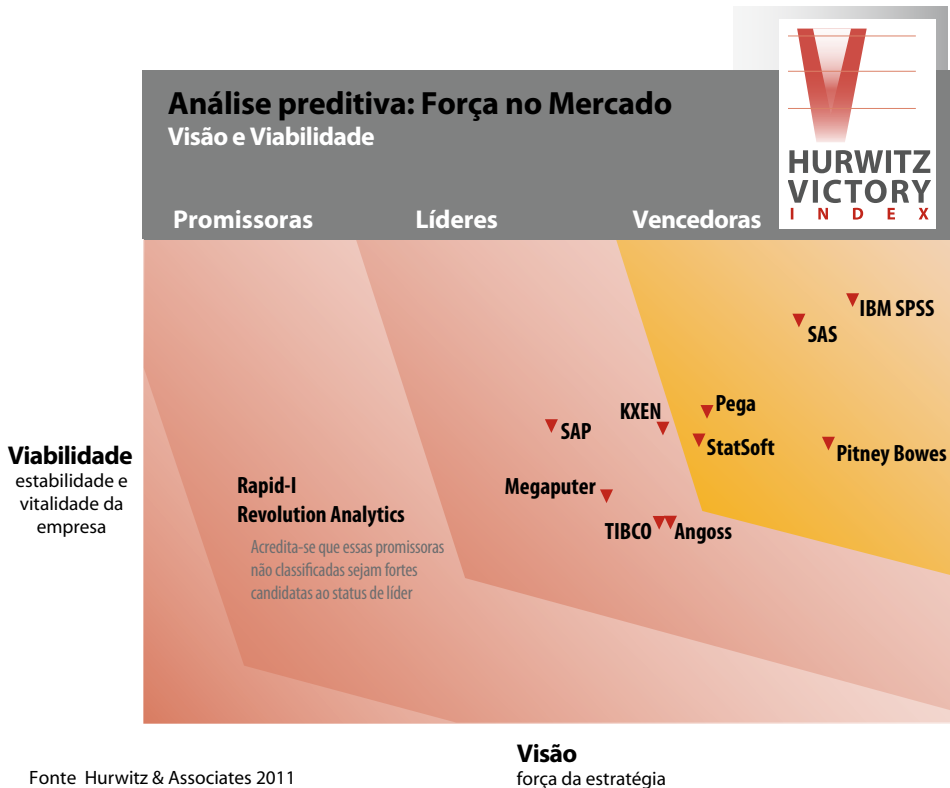 Análise preditiva: Força no Mercado
Visão e Viabilidade
HURWITZ
VICTORY
INDEX
Promissoras
Líderes
Vencedoras
IBM SPSS
SAS
Pega
KXEN
SAP
StatSoft
Pitney Bowes
Viabilidade
estabilidade e
vitalidade da
empresa
Rapid-I
Revolution Analytics
Acredita-se que essas promissoras
não classificadas sejam fortes
candidatas ao status de líder
Megaputer
TIBCO
Angoss
Visão
força da estratégia
Fonte Hurwitz & Associates 2011